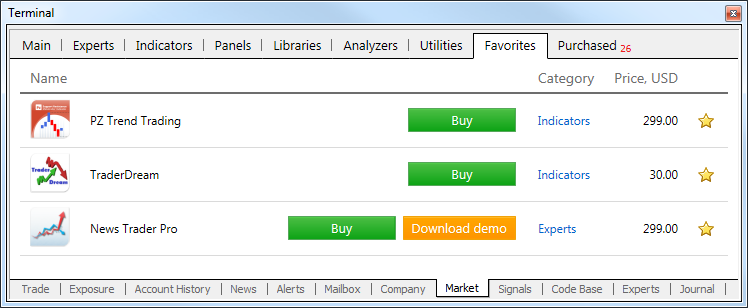 Terminal
Main Experts Indicators Panels Libraries Analyzers Utilities Favorites Purchased 26
Name Category Price, USD
PZ Trend Trading Buy Indicators 299.00
Trader Dream TraderDream Buy Indicators 30.00
News Trader Pro Buy Download demo Experts 299.00
Trade Exposure Account History News Alerts Mailbox Company Market Signals Code Base Experts Journal